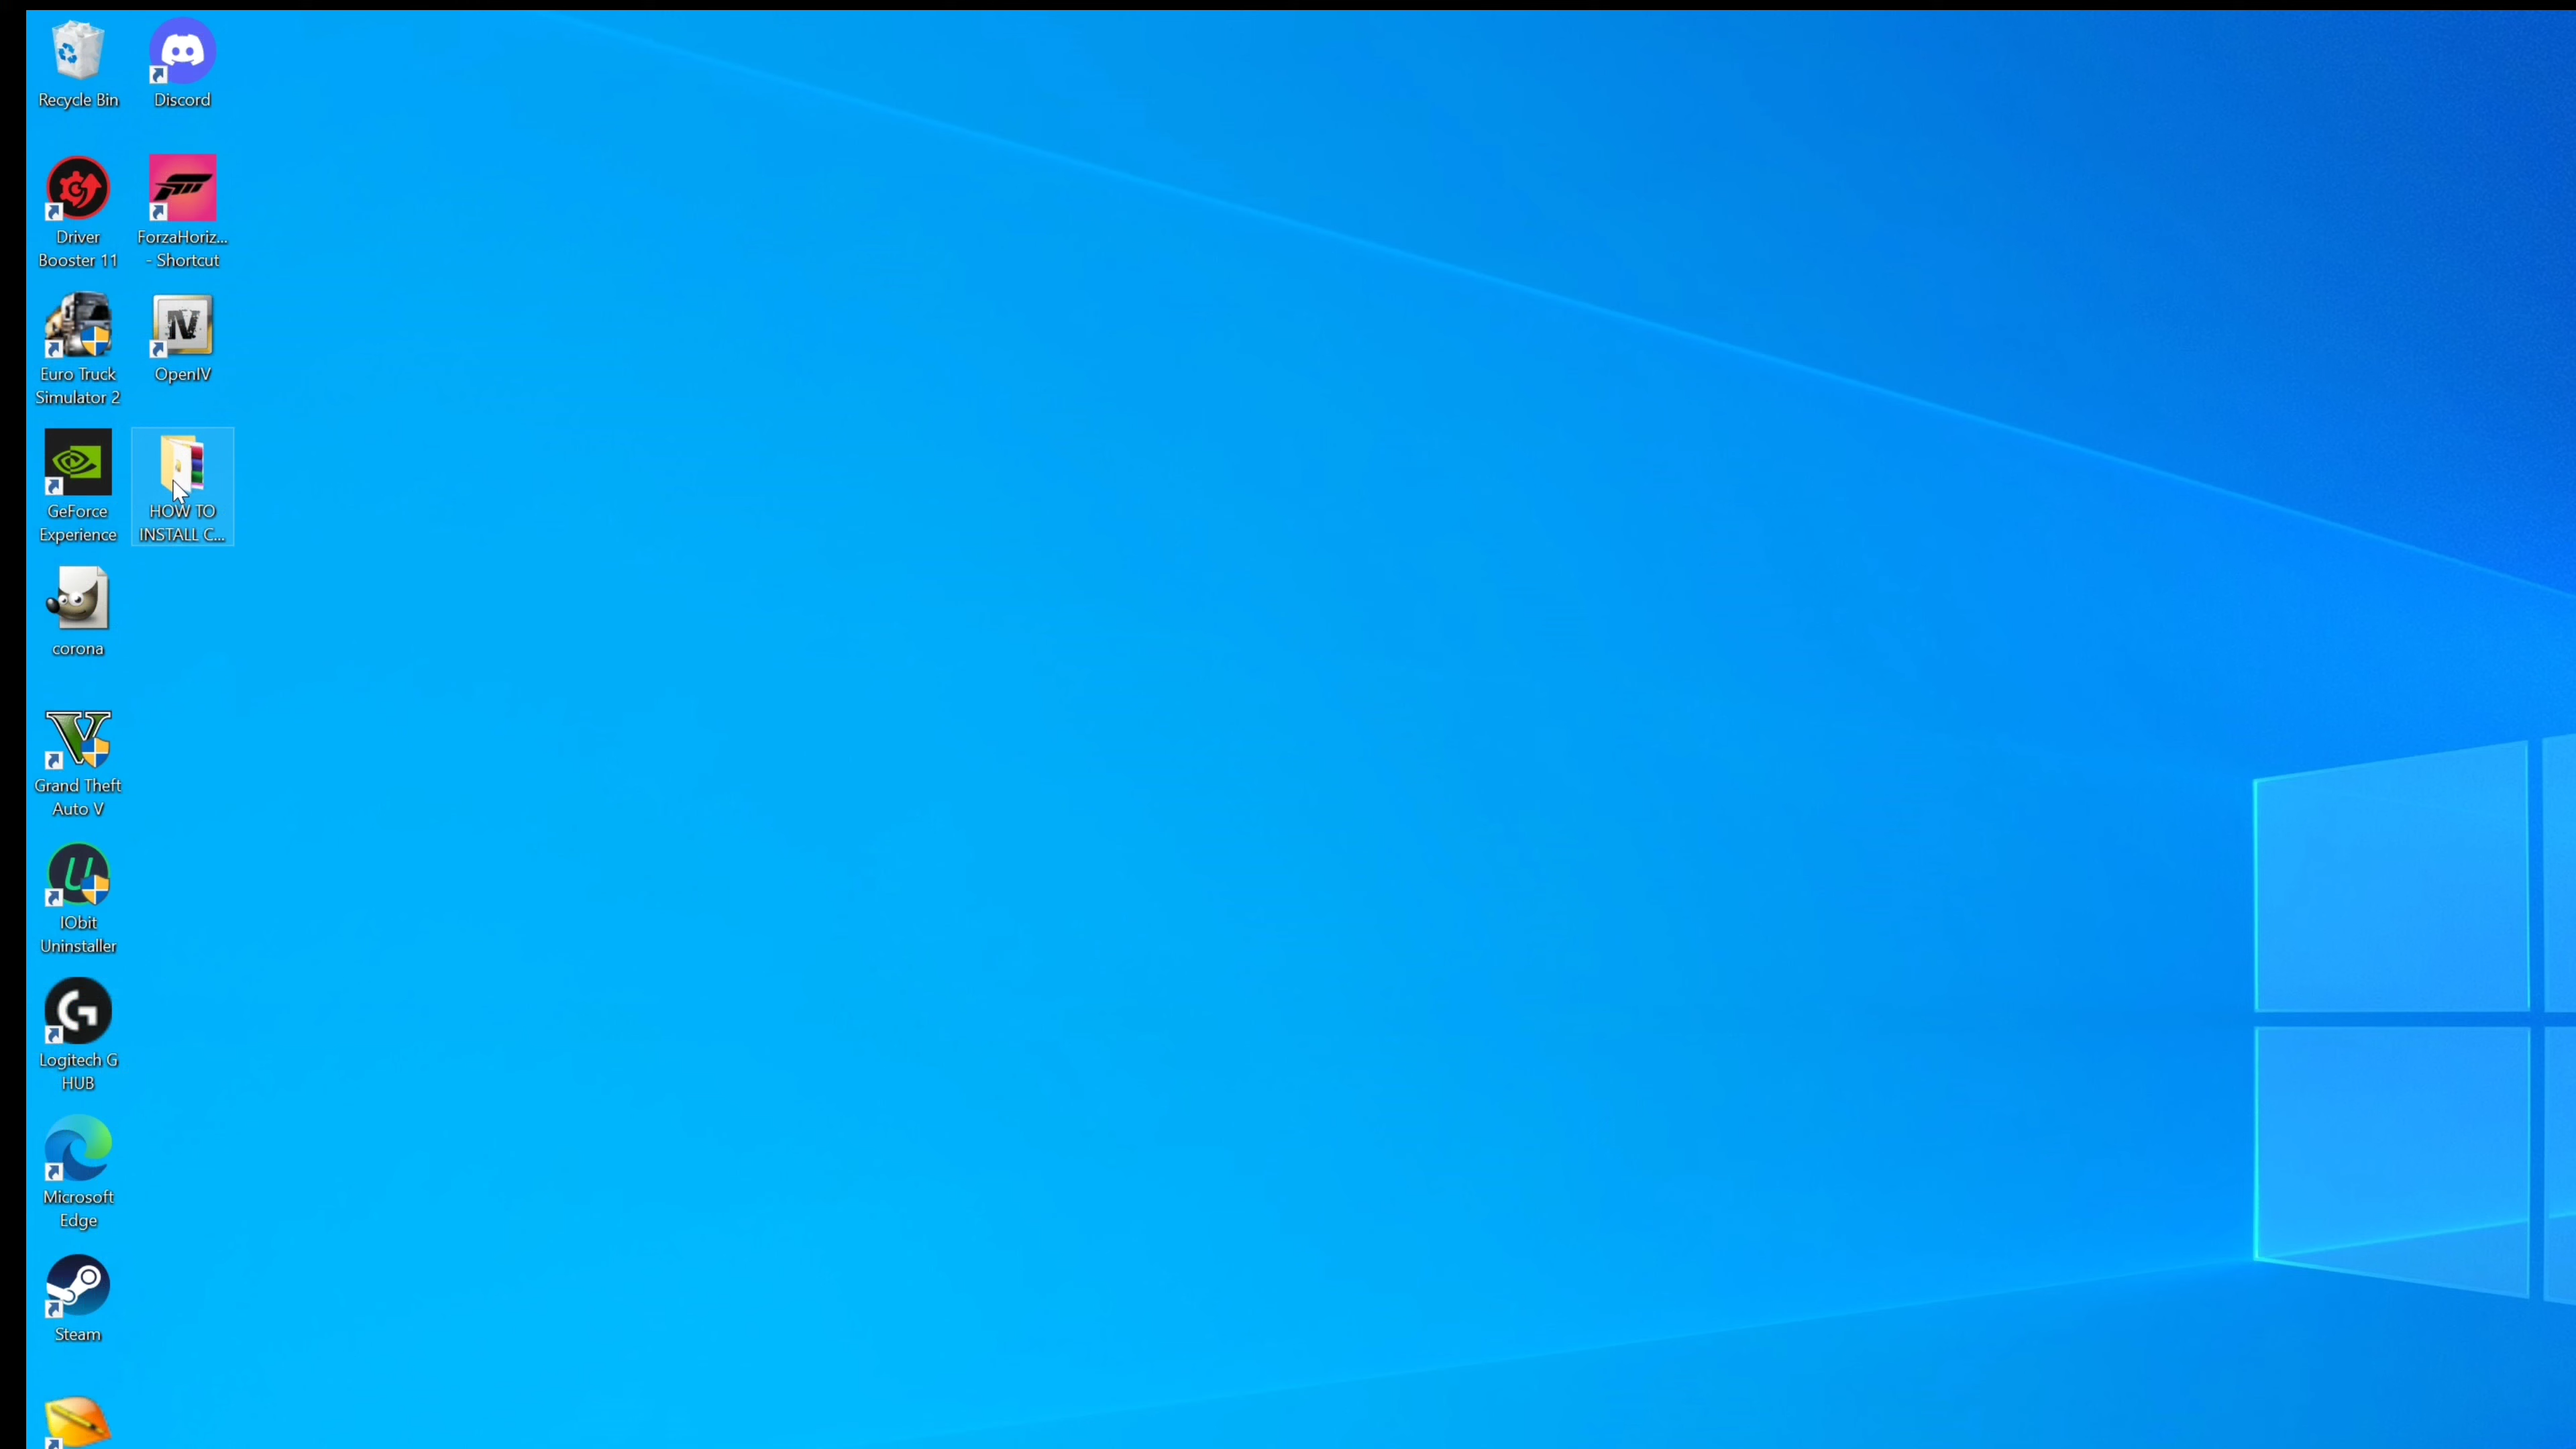 Recycle Bin
Discord
Driver
Booster 11
ForzaHoriz...
- Shortcut
Euro Truck
Simulator 2
OpenIV
GeForce
Experience
HOW TO
INSTALL C...
corona
Grand Theft
Auto V
IObit
Uninstaller
Logitech G
HUB
Microsoft
Edge
Steam